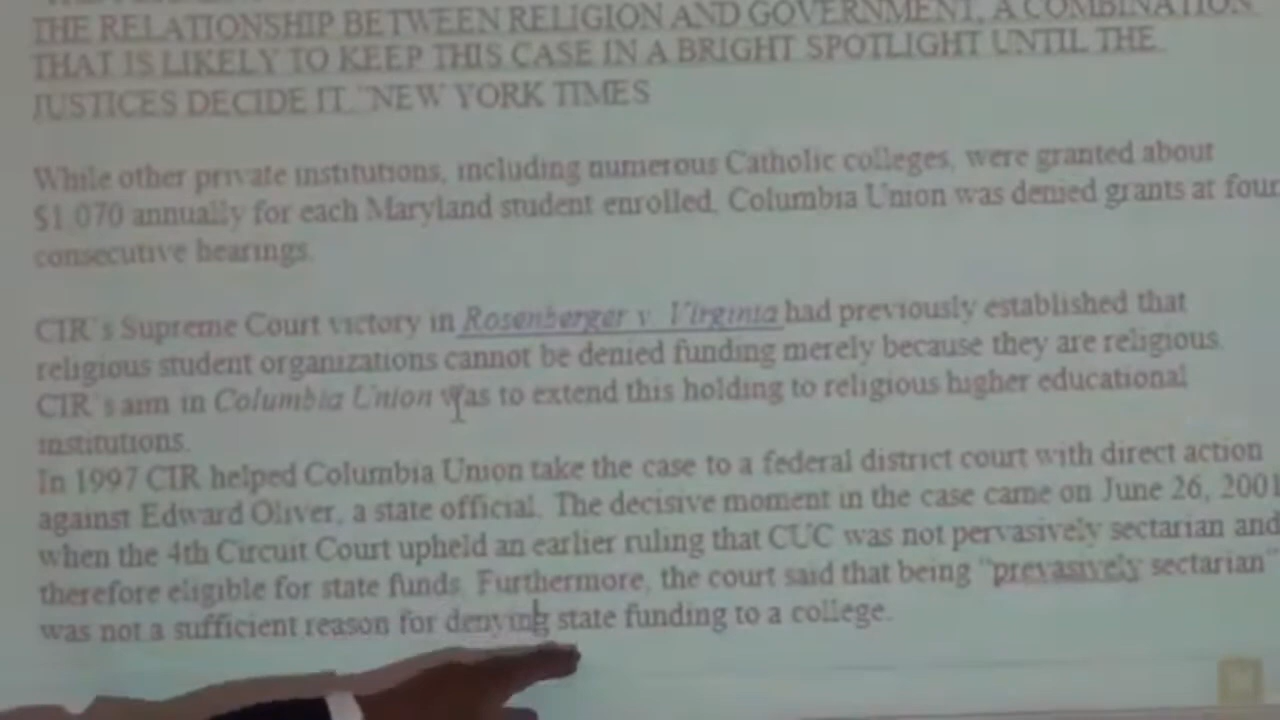 THE RELATIONSHIP BETWEEN RELIGION AND GOVERNMENT, A COMBINATION
THAT IS LIKELY TO KEEP THIS CASE IN A BRIGHT SPOTLIGHT UNTIL THE
JUSTICES DECIDE IT."NEW YORK TIMES
While other private institutions, including numerous Catholic colleges, were granted about
$1,070 annually for each Maryland student enrolled, Columbia Union was denied grants at four
consecutive hearings.
CIR's Supreme Court victory in Rosenberger v. Virginia had previously established that
religious student organizations cannot be denied funding merely because they are religious.
CIR's aim in Columbia Union was to extend this holding to religious higher educational
institutions.
In 1997 CIR helped Columbia Union take the case to a federal district court with direct action
against Edward Oliver, a state official. The decisive moment in the case came on June 26, 2001
when the 4th Circuit Court upheld an earlier ruling that CUC was not pervasively sectarian and
therefore eligible for state funds. Furthermore, the court said that being "prevasively sectarian"
was not a sufficient reason for denying state funding to a college.